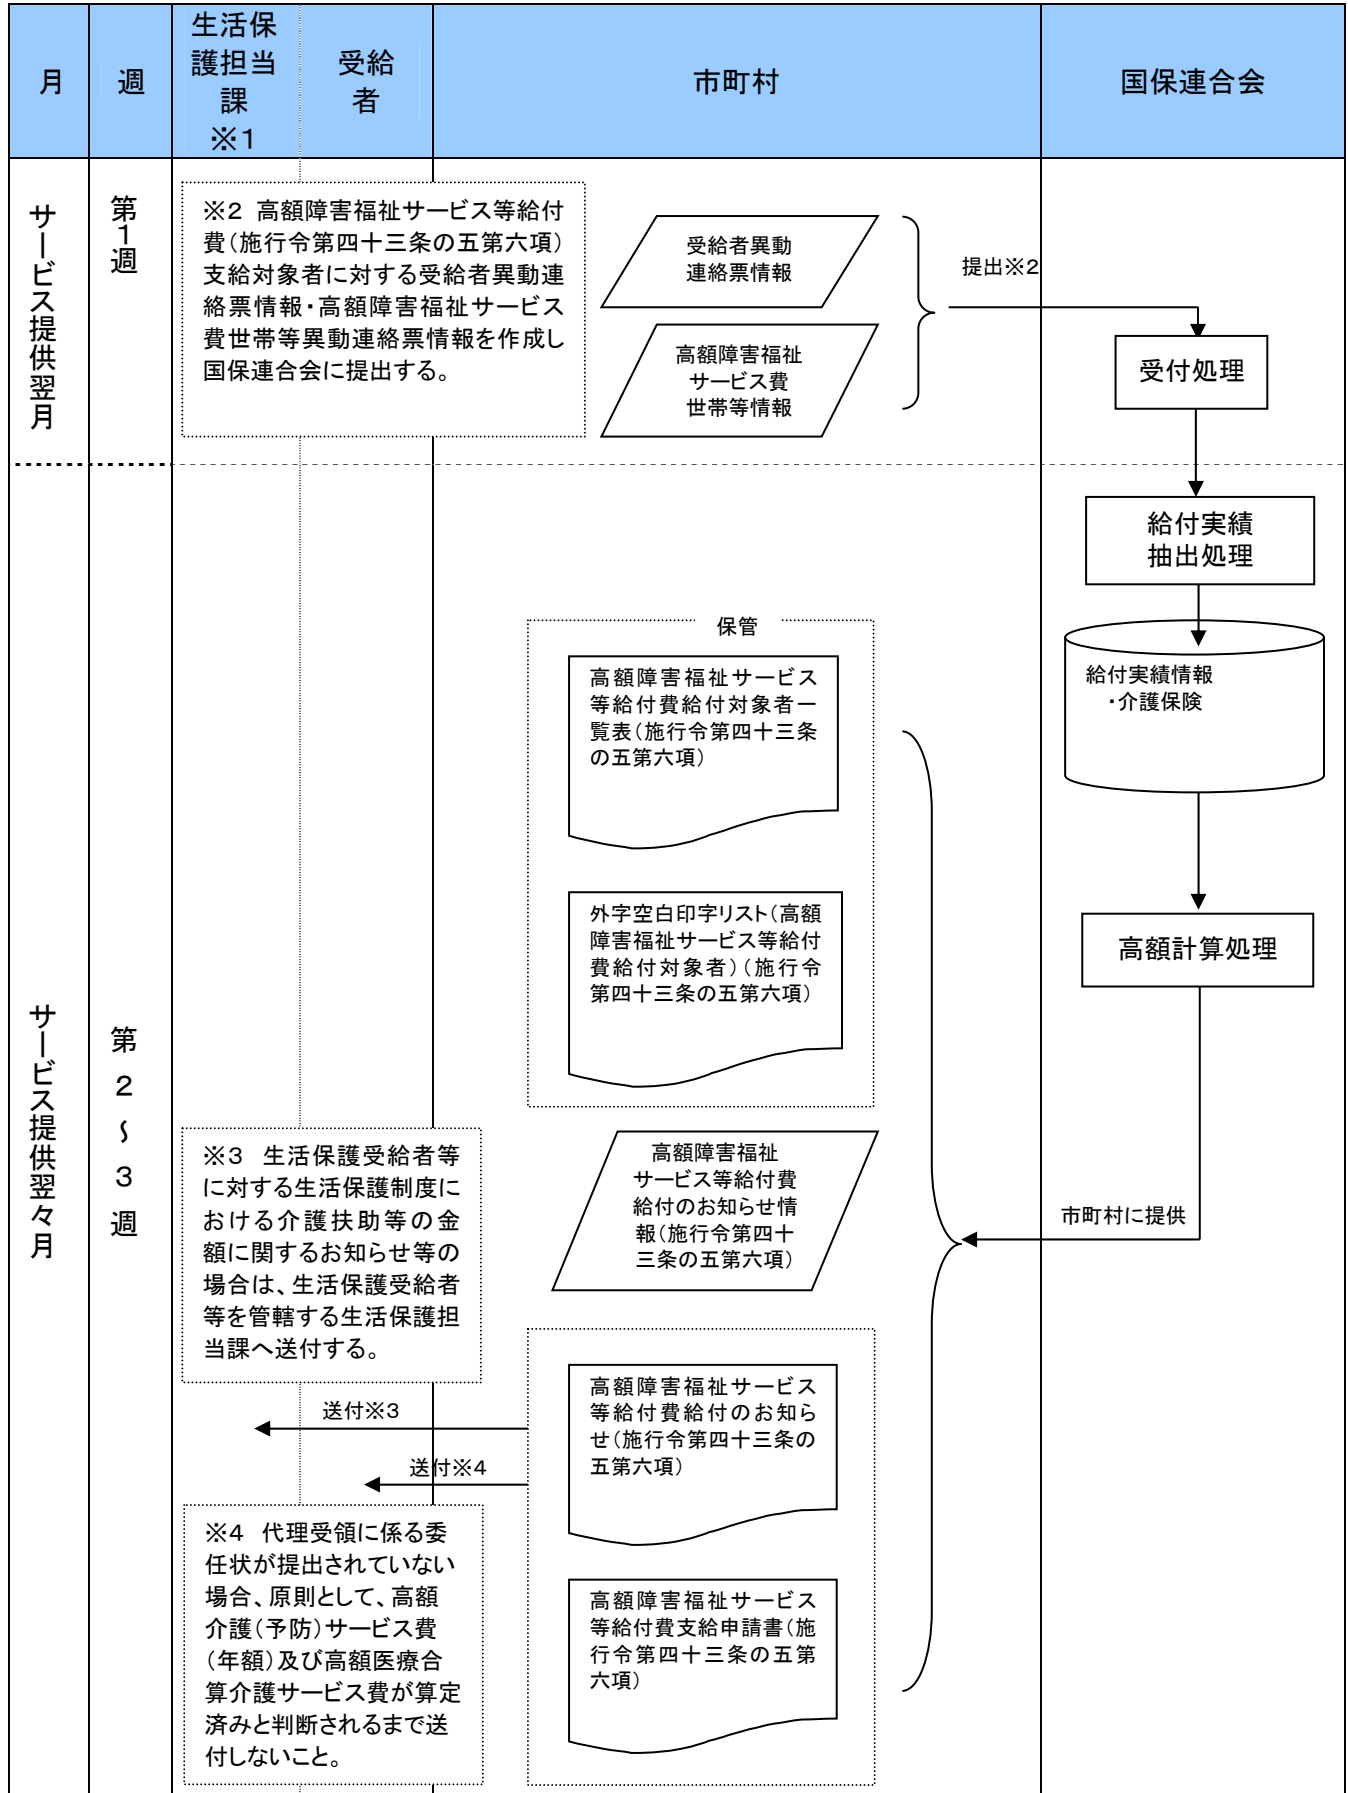 月
週
生活保
護担当
課
※1
受給
者
市町村
国保連合会
サービス提供翌月
第1週
※2 高額障害福祉サービス等給付
費(施行令第四十三条の五第六項)
支給対象者に対する受給者異動連
絡票情報・高額障害福祉サービス
費世帯等異動連絡票情報を作成し
国保連合会に提出する。
受給者異動
連絡票情報
高額障害福祉
サービス費
世帯等情報
提出※2
受付処理
サービス提供翌々月
第2~3週
給付実績
抽出処理
給付実績情報
・介護保険
高額計算処理
市町村に提供
保管
高額障害福祉サービス
等給付費給付対象者一
覧表(施行令第四十三条
の五第六項)
外字空白印字リスト(高額
障害福祉サービス等給付
費給付対象者)(施行令
第四十三条の五第六項)
高額障害福祉
サービス等給付費
給付のお知らせ情
報(施行令第四十
三条の五第六項)
※3 生活保護受給者等
に対する生活保護制度に
おける介護扶助等の金
額に関するお知らせ等の
場合は、生活保護受給者
等を管轄する生活保護担
当課へ送付する。
送付※3
送付※4
高額障害福祉サービス
等給付費給付のお知ら
せ(施行令第四十三条の
五第六項)
高額障害福祉サービス
等給付費支給申請書(施
行令第四十三条の五第
六項)
※4 代理受領に係る委
任状が提出されていない
場合、原則として、高額
介護(予防)サービス費
(年額)及び高額医療合
算介護サービス費が算定
済みと判断されるまで送
付しないこと。